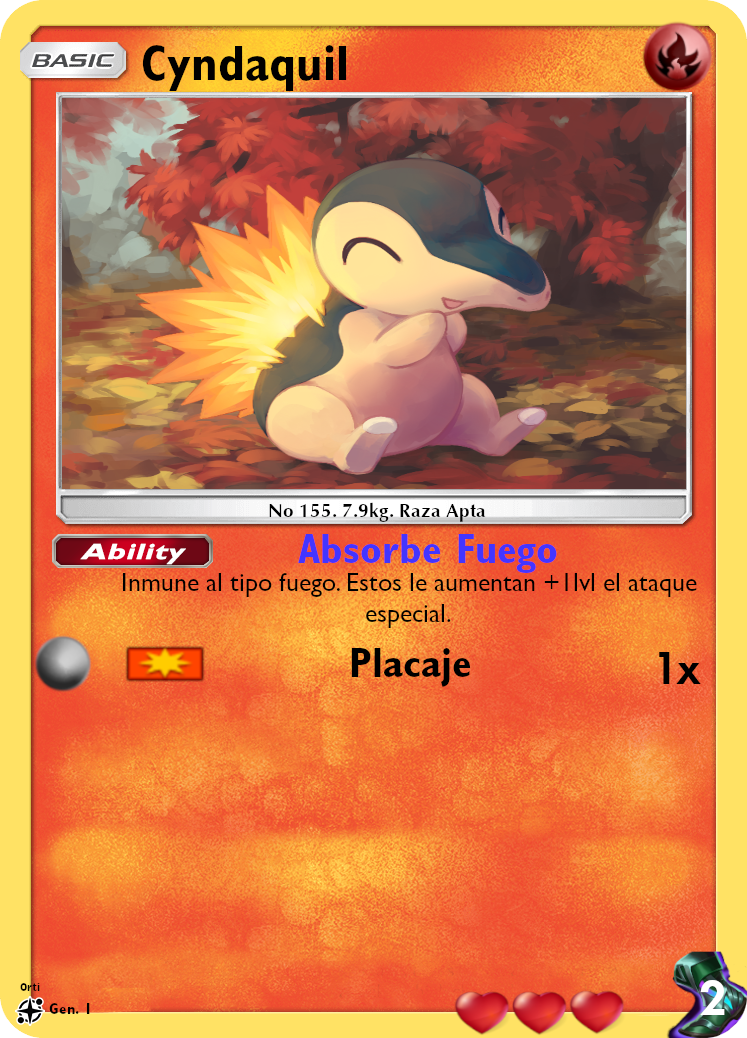 BASIC Cyndaquil
No 155. 7.9kg. Raza Apta
Ability Absorbe Fuego
Inmune al tipo fuego. Estos le aumentan +1lvl el ataque
especial.
Placaje 1x
Orti
Gen. 1
2